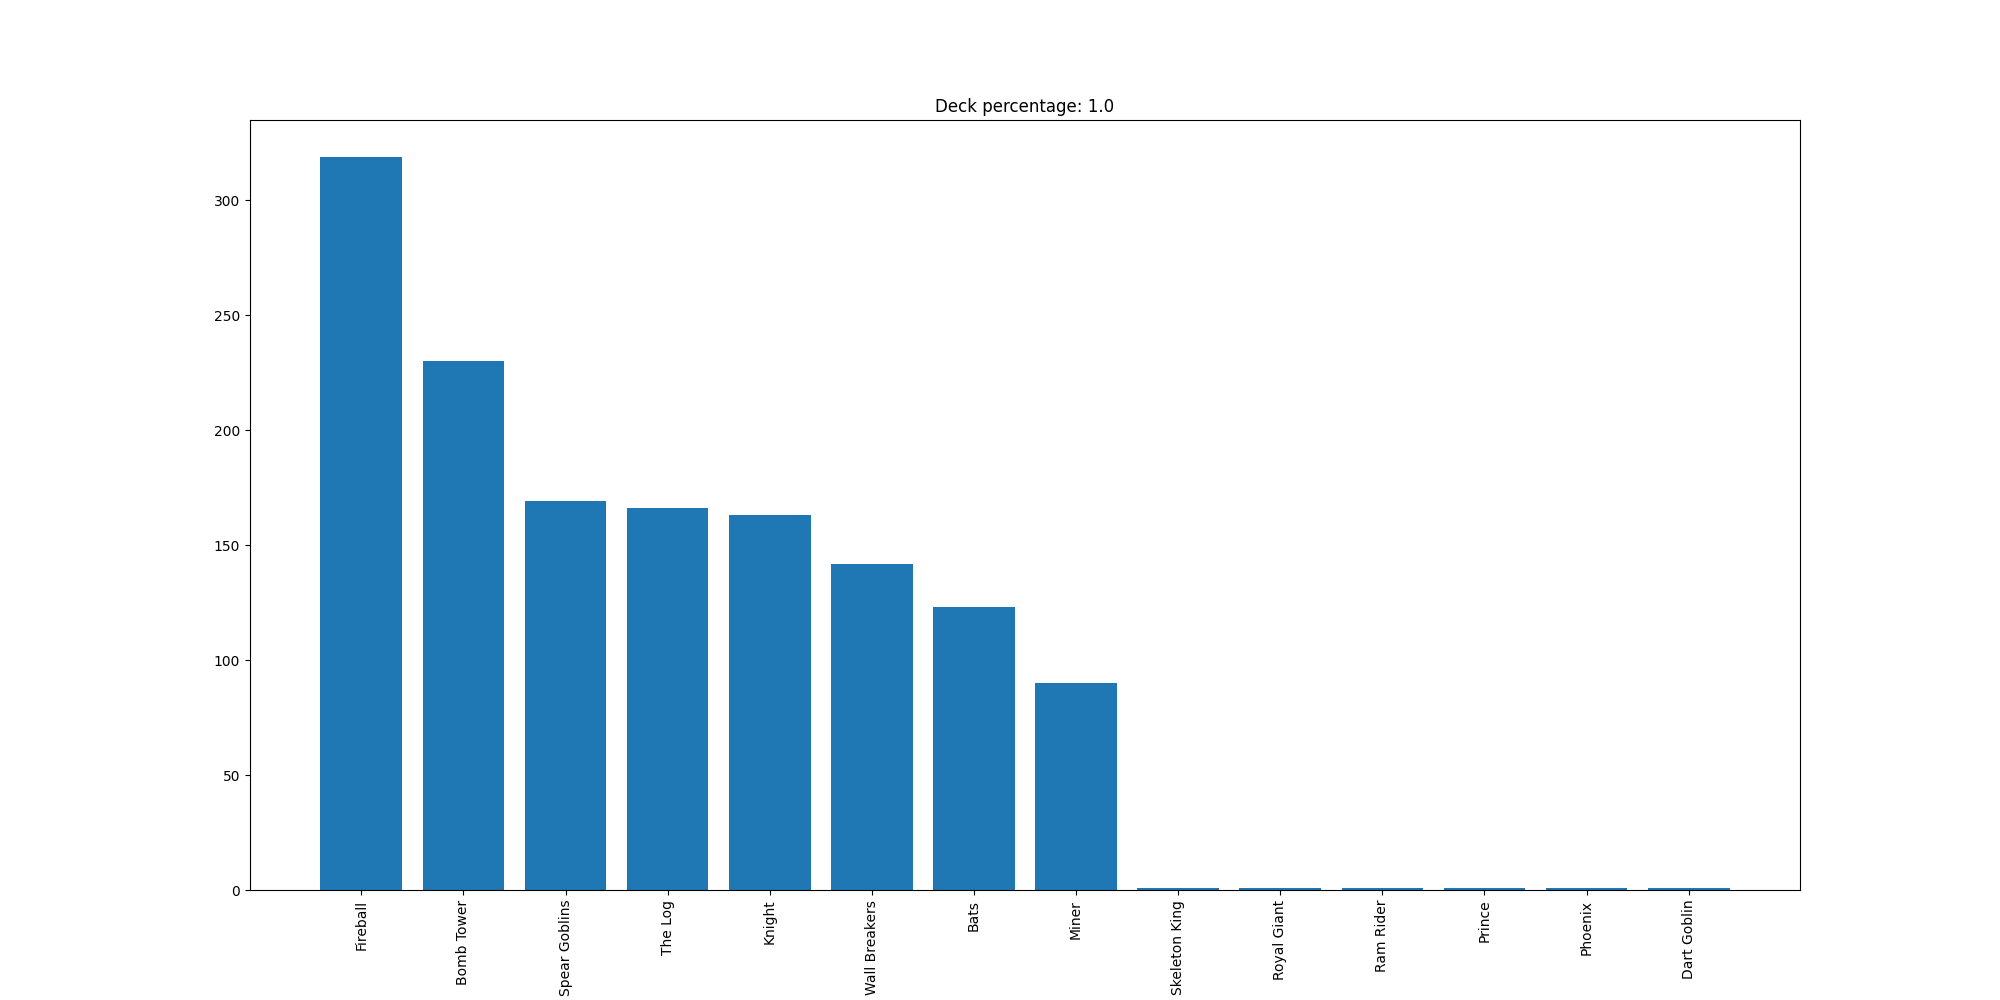 Deck percentage: 1.0
300
250
200
150
100
50
0
Fireball
Bomb Tower
Spear Goblins
The Log
Knight
Wall Breakers
Bats
Miner
Skeleton King
Royal Giant
Ram Rider
Prince
Phoenix
Dart Goblin